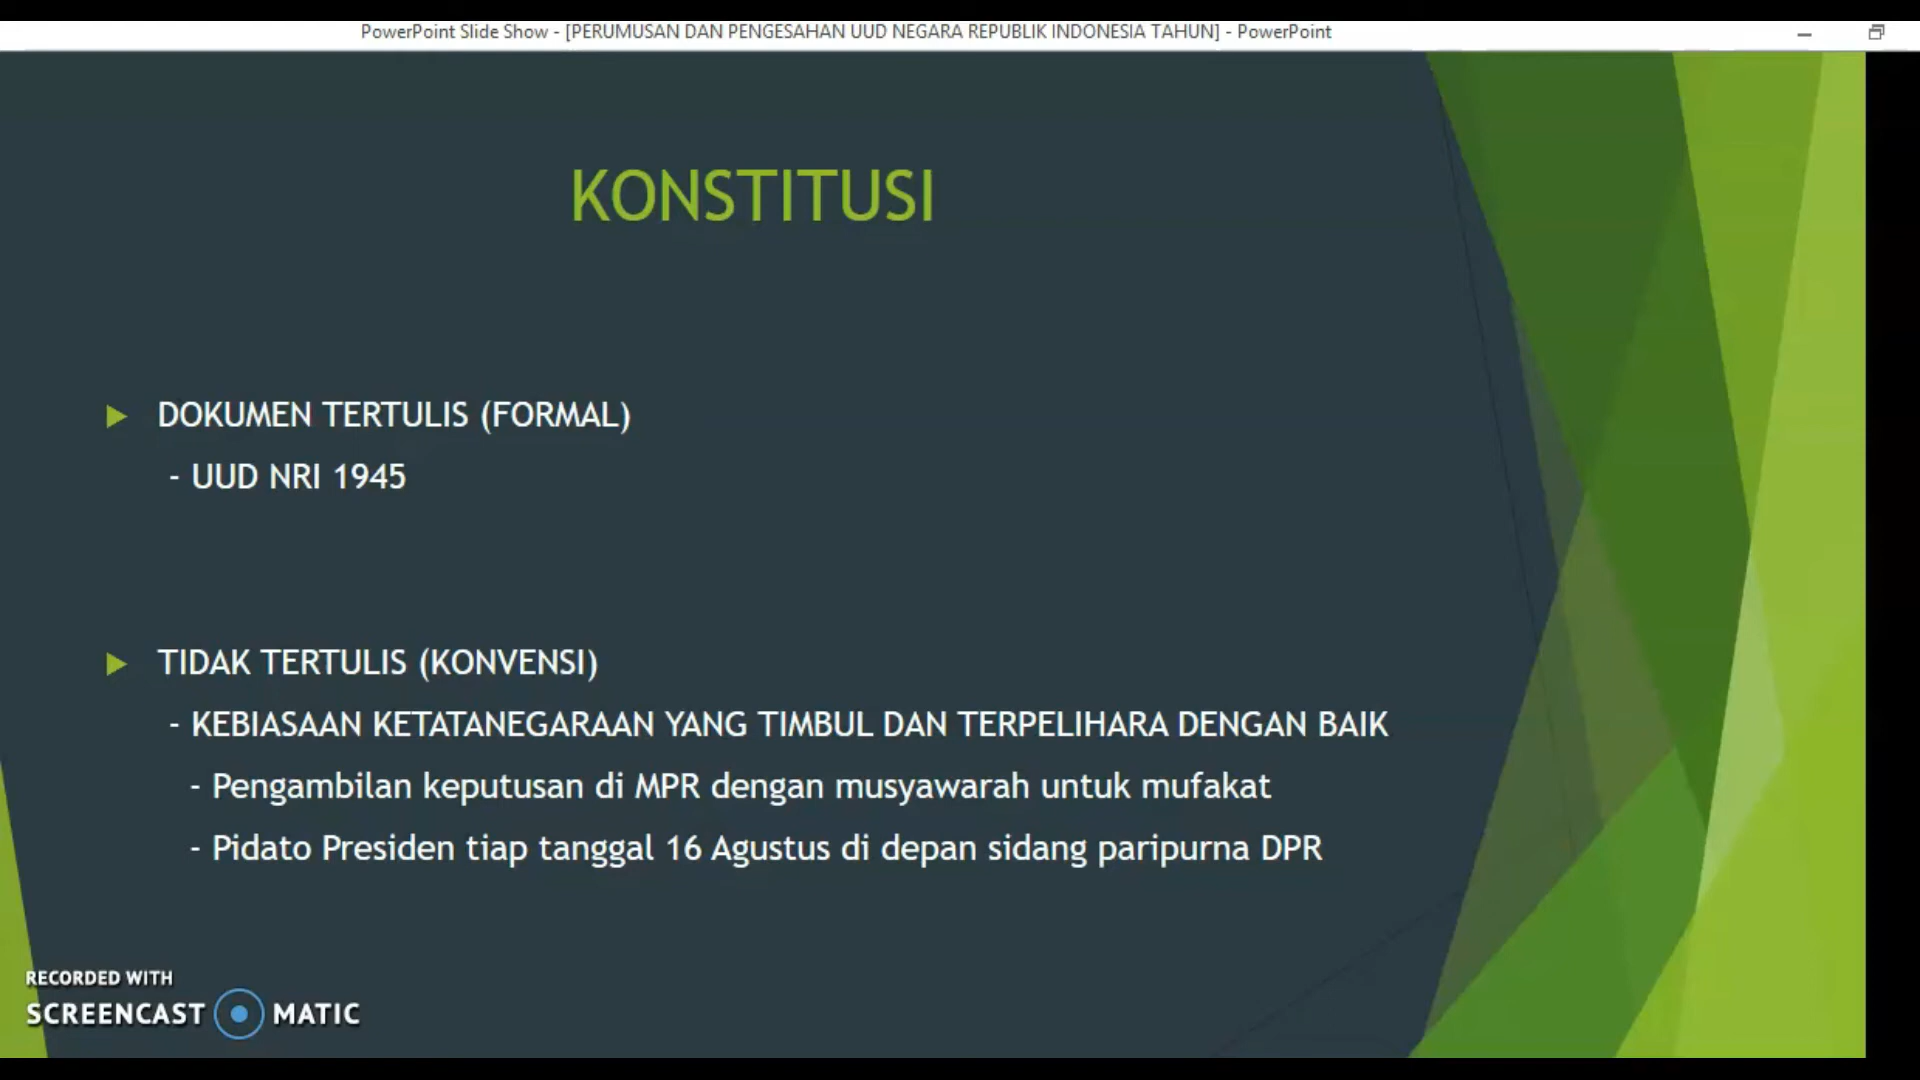 PowerPoint Slide Show - [PERUMUSAN DAN PENGESAHAN UUD NEGARA REPUBLIK INDONESIA TAHUN] - PowerPoint
KONSTITUSI
DOKUMEN TERTULIS (FORMAL)
- UUD NRI 1945
TIDAK TERTULIS (KONVENSI)
- KEBIASAAN KETATANEGARAAN YANG TIMBUL DAN TERPELIHARA DENGAN BAIK
- Pengambilan keputusan di MPR dengan musyawarah untuk mufakat
- Pidato Presiden tiap tanggal 16 Agustus di depan sidang paripurna DPR
RECORDED WITH
SCREENCAST MATIC